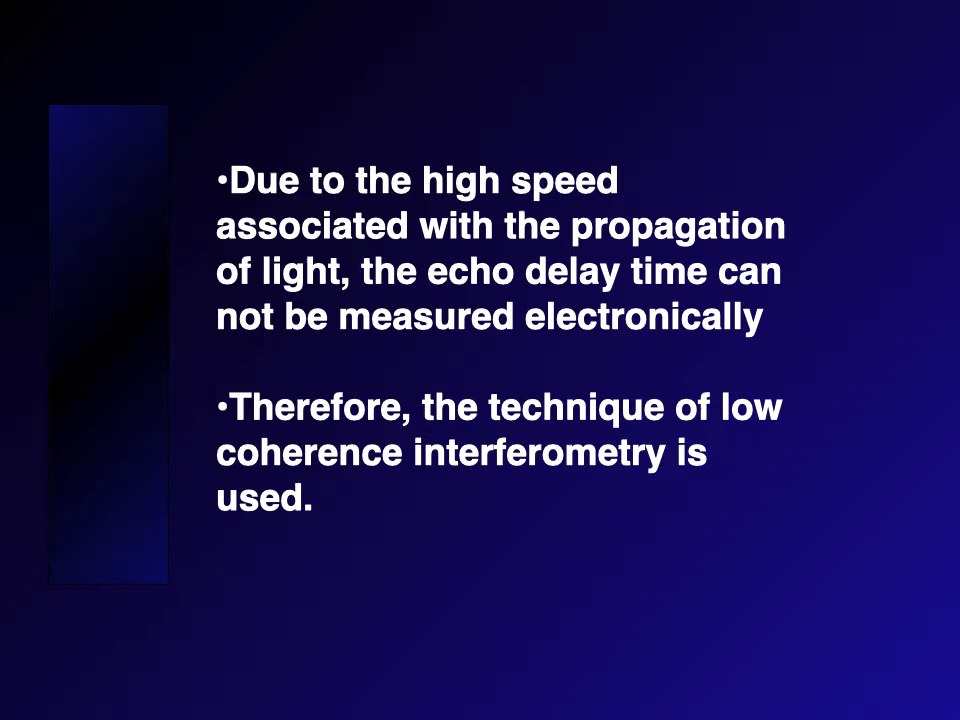 •Due to the high speed
associated with the propagation
of light, the echo delay time can
not be measured electronically
•Therefore, the technique of low
coherence interferometry is
used.